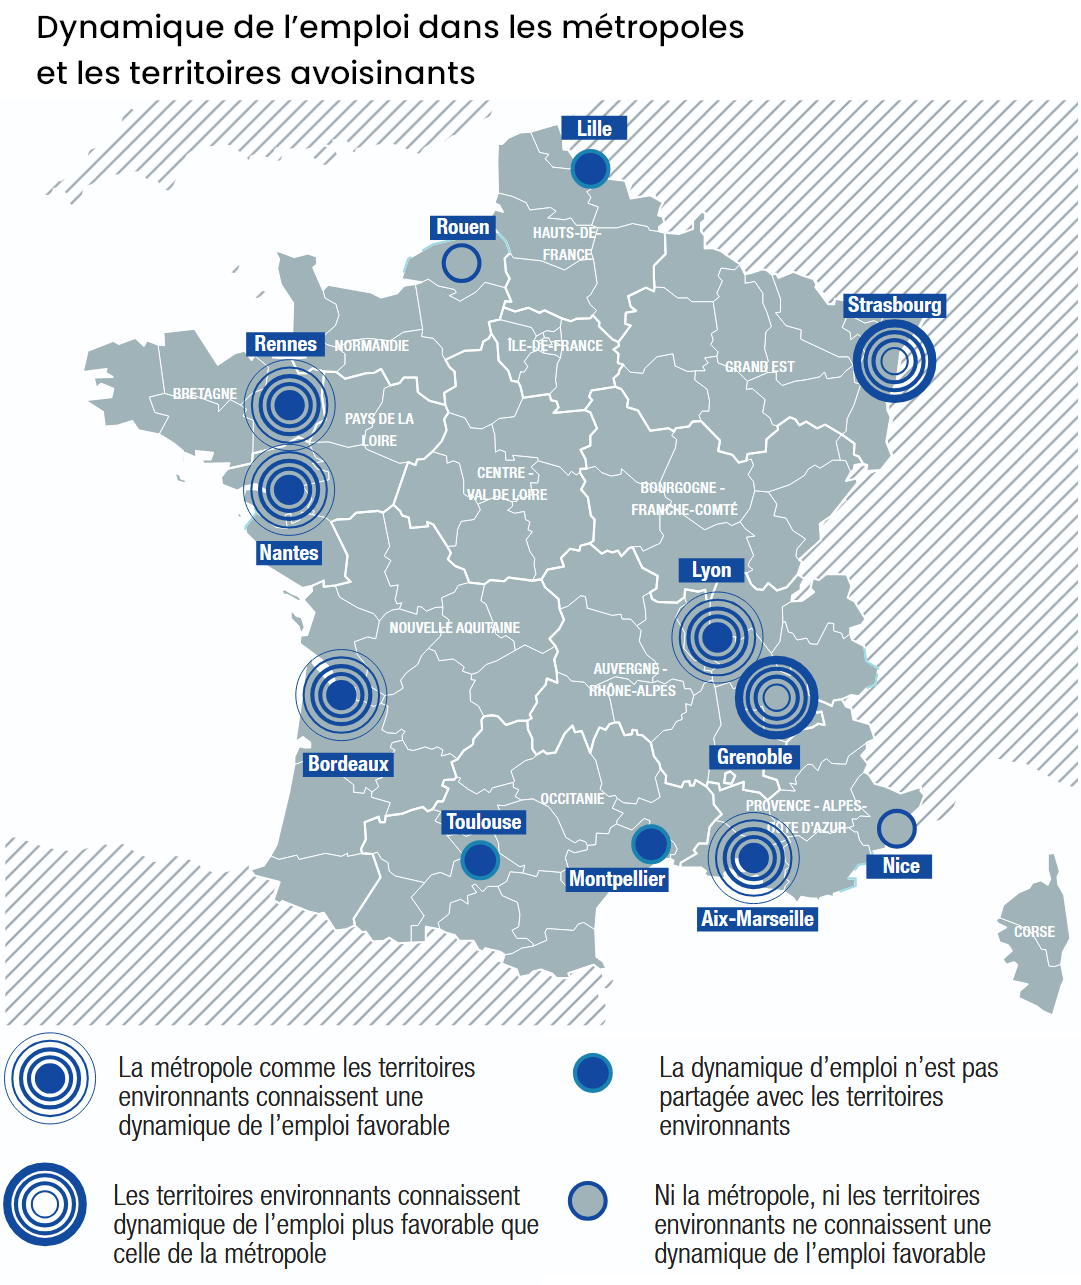 Dynamique de l'emploi dans les métropoles
et les territoires avoisinants
Lille
Rouen
HAUTS-DE-
FRANCE
Strasbourg
Rennes
NORMANDIE
ÎLE-DE-FRANCE
GRAND EST
BRETAGNE
PAYS DE LA
LOIRE
CENTRE -
VAL DE LOIRE
BOURGOGNE -
FRANCHE-COMTÉ
Nantes
Lyon
NOUVELLE AQUITAINE
AUVERGNE -
RHÔNE-ALPES
Bordeaux
Grenoble
OCCITANIE
PROVENCE - ALPES-
CÔTE D'AZUR
Toulouse
Montpellier
Nice
Aix-Marseille
CORSE
La métropole comme les territoires
environnants connaissent une
dynamique de l'emploi favorable
La dynamique d'emploi n'est pas
partagée avec les territoires
environnants
Les territoires environnants connaissent
dynamique de l'emploi plus favorable que
celle de la métropole
Ni la métropole, ni les territoires
environnants ne connaissent une
dynamique de l'emploi favorable